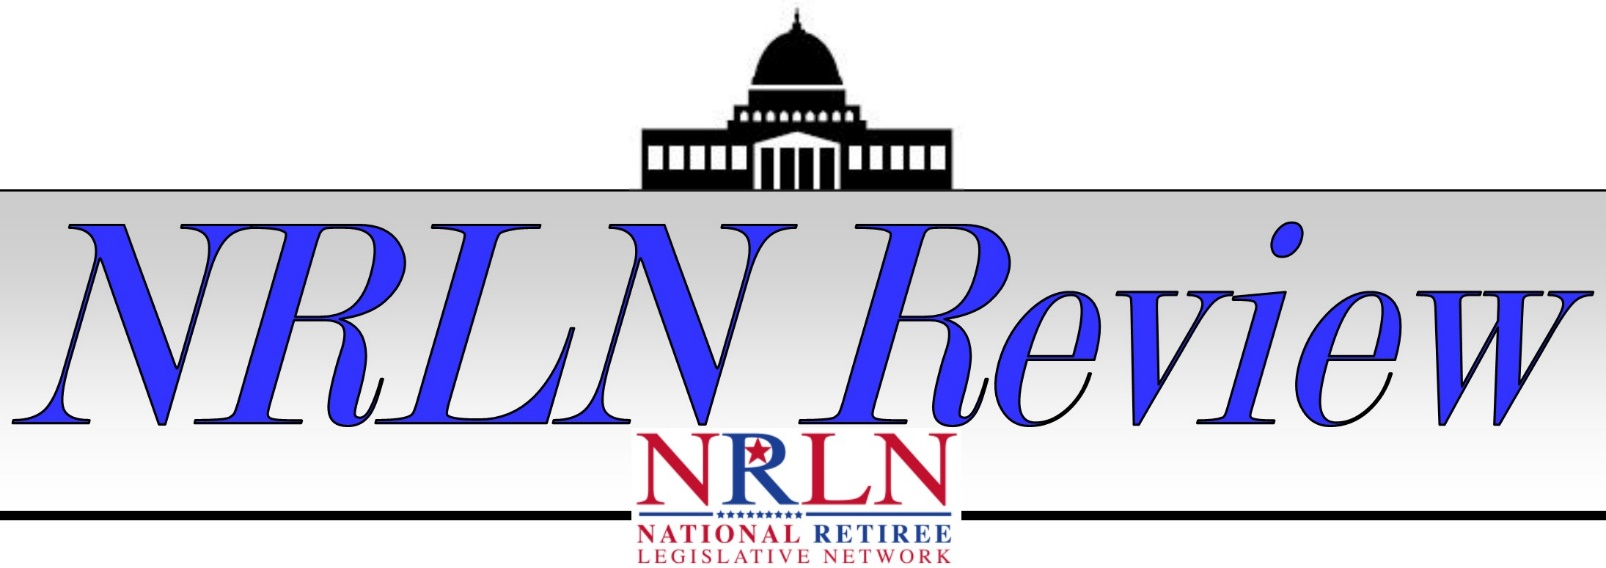 NRLN Review
NRLN
NATIONAL RETIREE
LEGISLATIVE NETWORK